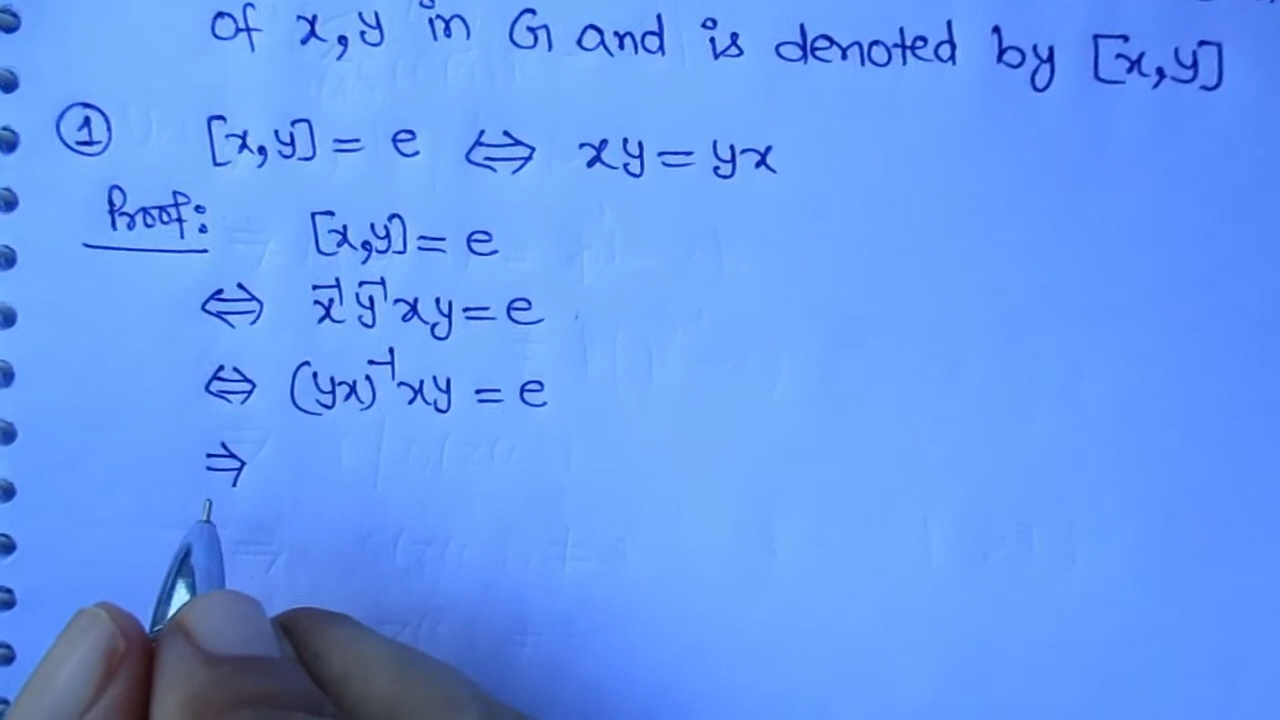 of x,y in G and is denoted by [x,y]
① [x,y] = e ⇔ xy = yx
Proof: [x,y] = e
⇔ x⁻¹y⁻¹xy = e
⇔ (yx)⁻¹xy = e
⇒